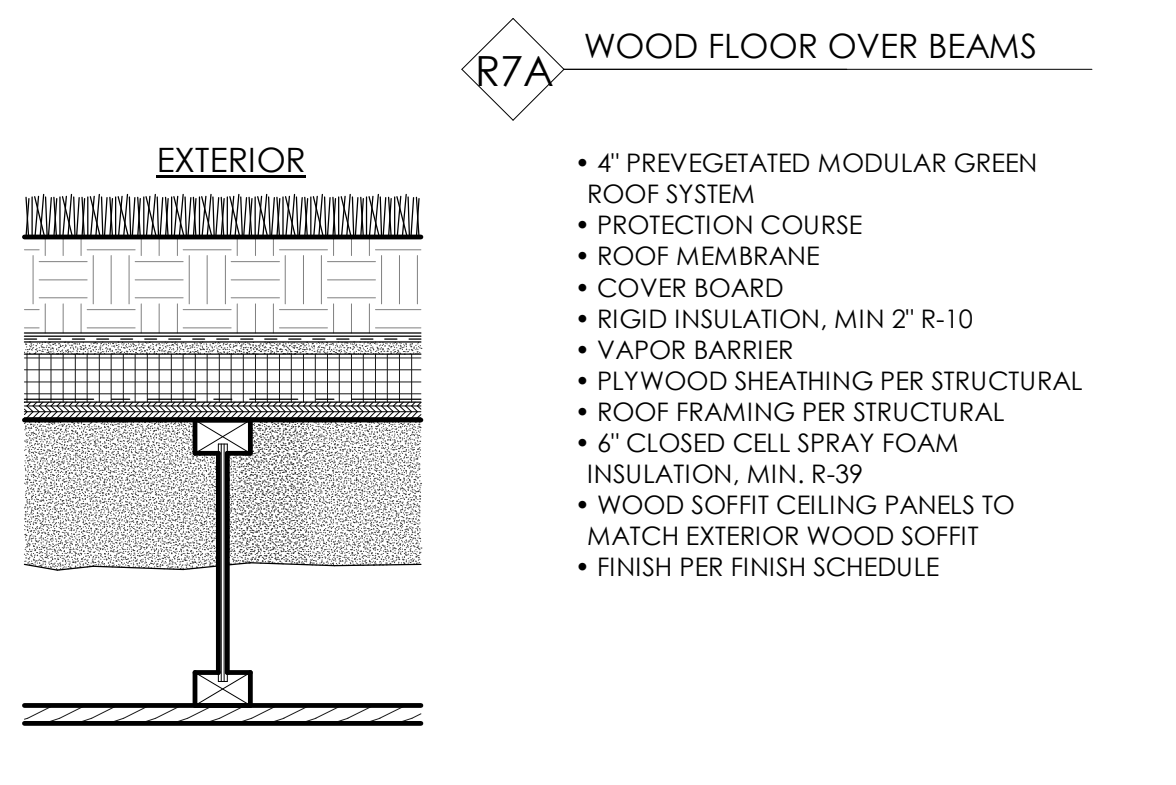 R7A
WOOD FLOOR OVER BEAMS
EXTERIOR
• 4" PREVEGETATED MODULAR GREEN
ROOF SYSTEM
• PROTECTION COURSE
• ROOF MEMBRANE
• COVER BOARD
• RIGID INSULATION, MIN 2" R-10
• VAPOR BARRIER
• PLYWOOD SHEATHING PER STRUCTURAL
• ROOF FRAMING PER STRUCTURAL
• 6" CLOSED CELL SPRAY FOAM
INSULATION, MIN. R-39
• WOOD SOFFIT CEILING PANELS TO
MATCH EXTERIOR WOOD SOFFIT
• FINISH PER FINISH SCHEDULE